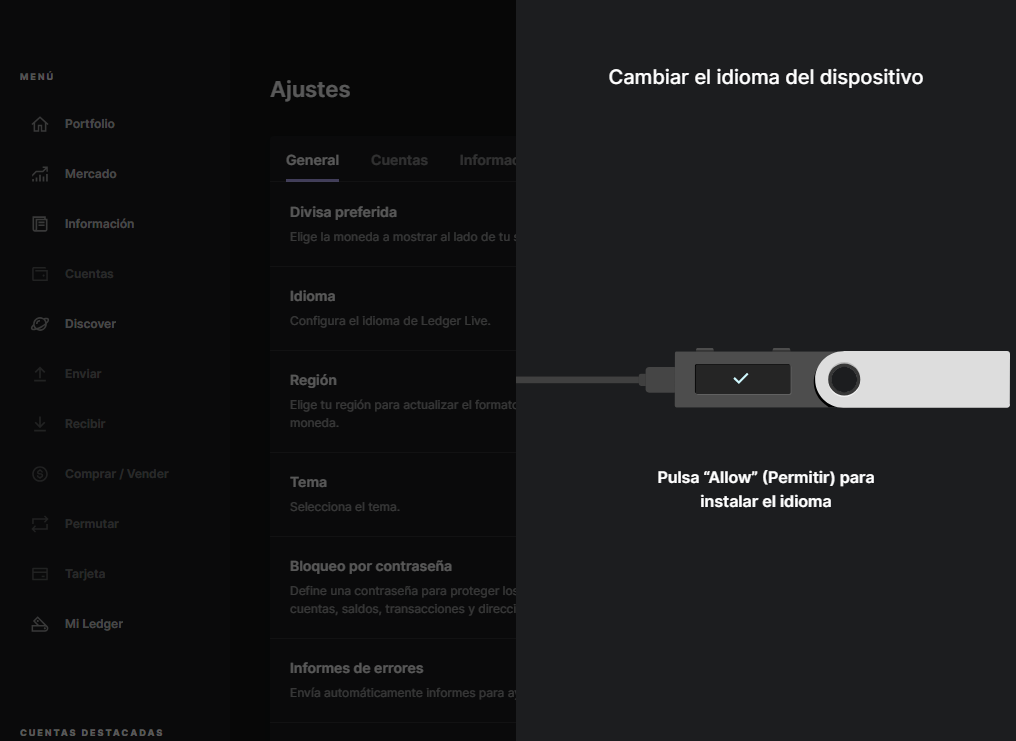 MENÚ
Portfolio
Mercado
Información
Cuentas
Discover
Enviar
Recibir
Comprar / Vender
Permutar
Tarjeta
Mi Ledger
CUENTAS DESTACADAS
Ajustes
General Cuentas Informac
Divisa preferida
Elige la moneda a mostrar al lado de tu s
Idioma
Configura el idioma de Ledger Live.
Región
Elige tu región para actualizar el formato
moneda.
Tema
Selecciona el tema.
Bloqueo por contraseña
Define una contraseña para proteger los
cuentas, saldos, transacciones y direcci
Informes de errores
Envía automáticamente informes para ay
Cambiar el idioma del dispositivo
Pulsa “Allow” (Permitir) para
instalar el idioma